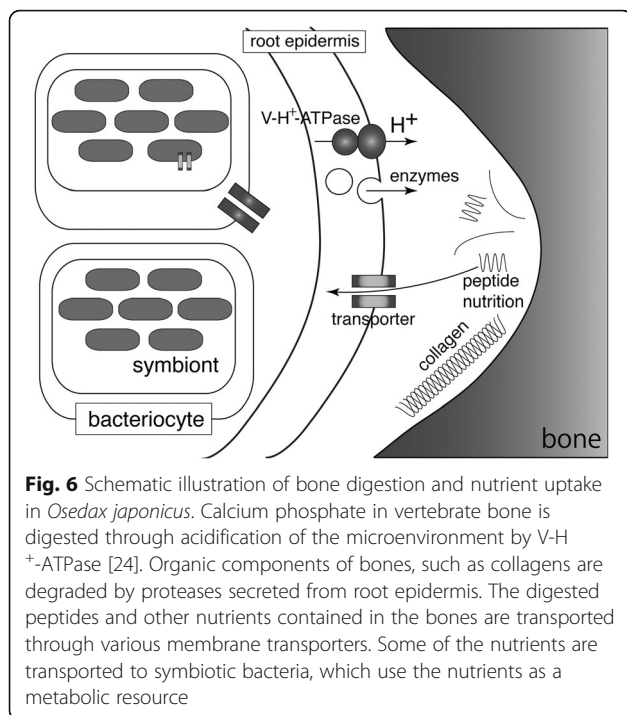 root epidermis
V-H⁺-ATPase
H⁺
enzymes
peptide
nutrition
transporter
collagen
symbiont
bacteriocyte
bone
Fig. 6 Schematic illustration of bone digestion and nutrient uptake
in Osedax japonicus. Calcium phosphate in vertebrate bone is
digested through acidification of the microenvironment by V-H
⁺-ATPase [24]. Organic components of bones, such as collagens are
degraded by proteases secreted from root epidermis. The digested
peptides and other nutrients contained in the bones are transported
through various membrane transporters. Some of the nutrients are
transported to symbiotic bacteria, which use the nutrients as a
metabolic resource